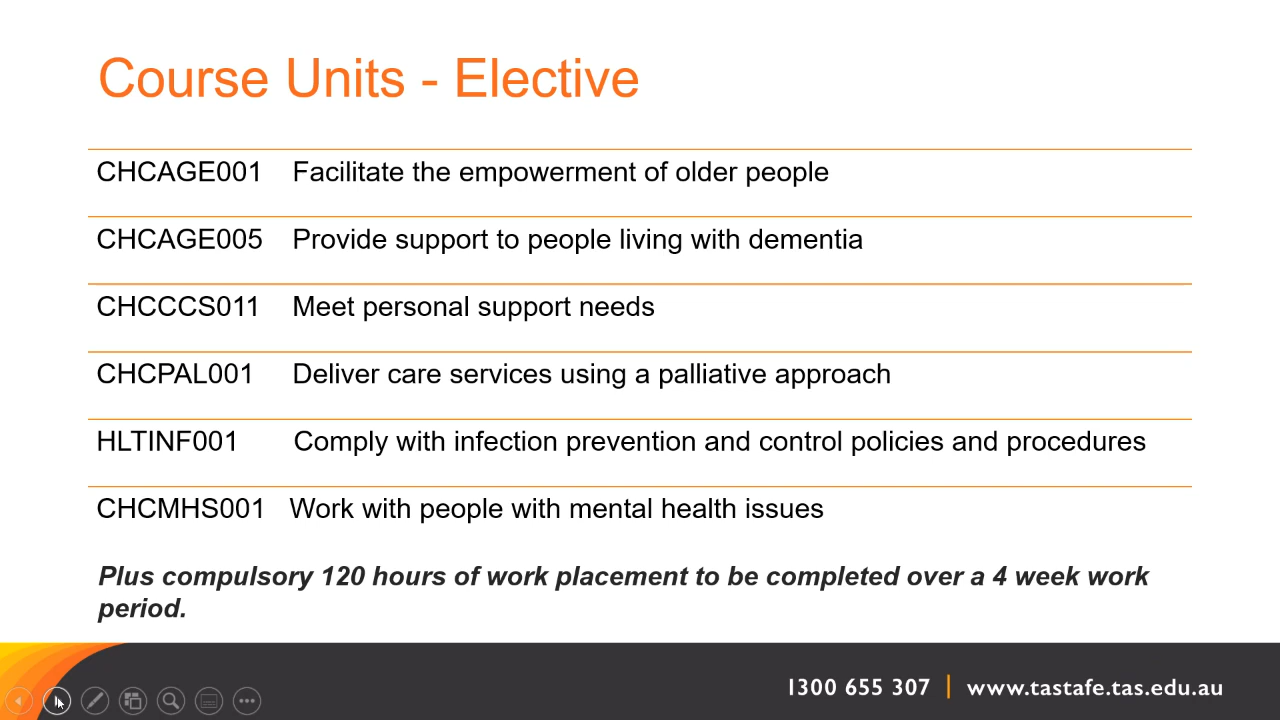 Course Units - Elective
CHCAGE001 Facilitate the empowerment of older people
CHCAGE005 Provide support to people living with dementia
CHCCCS011 Meet personal support needs
CHCPAL001 Deliver care services using a palliative approach
HLTINF001 Comply with infection prevention and control policies and procedures
CHCMHS001 Work with people with mental health issues
Plus compulsory 120 hours of work placement to be completed over a 4 week work
period.
1300 655 307 | www.tastafe.tas.edu.au